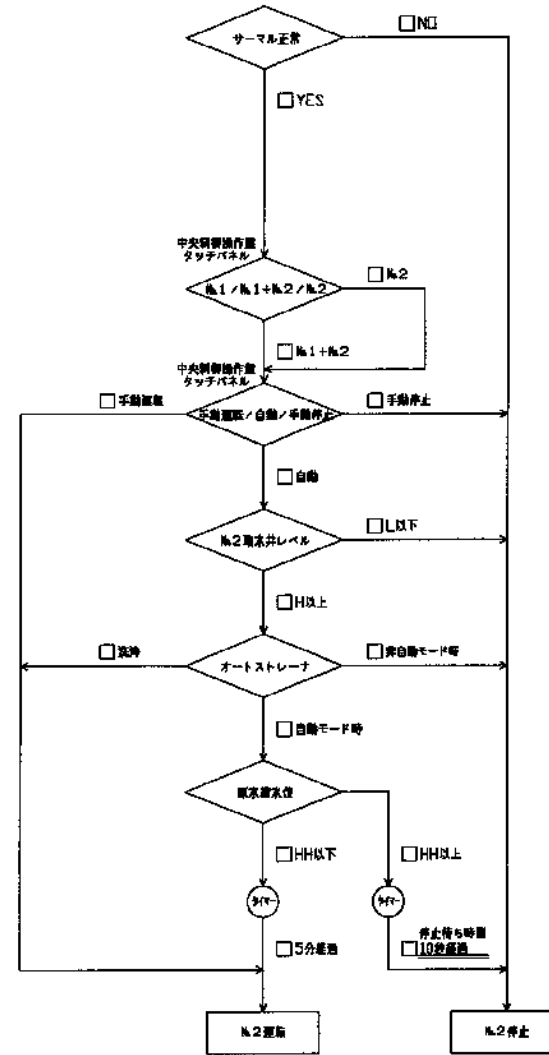 サーマル正常
□NO
□YES
中央制御操作盤
タッチパネル
№1/№1+№2/№2
□№2
□№1+№2
中央制御操作盤
タッチパネル
□手動運転
手動運転/自動/手動停止
□手動停止
□自動
№2取水井レベル
□L以下
□H以上
□洗浄
オートストレーナ
□非自動モード時
□自動モード時
原水槽水位
□HH以下
□HH以上
タイマー
タイマー
□5分経過
停止待ち時間
□10秒経過
№2運転
№2停止